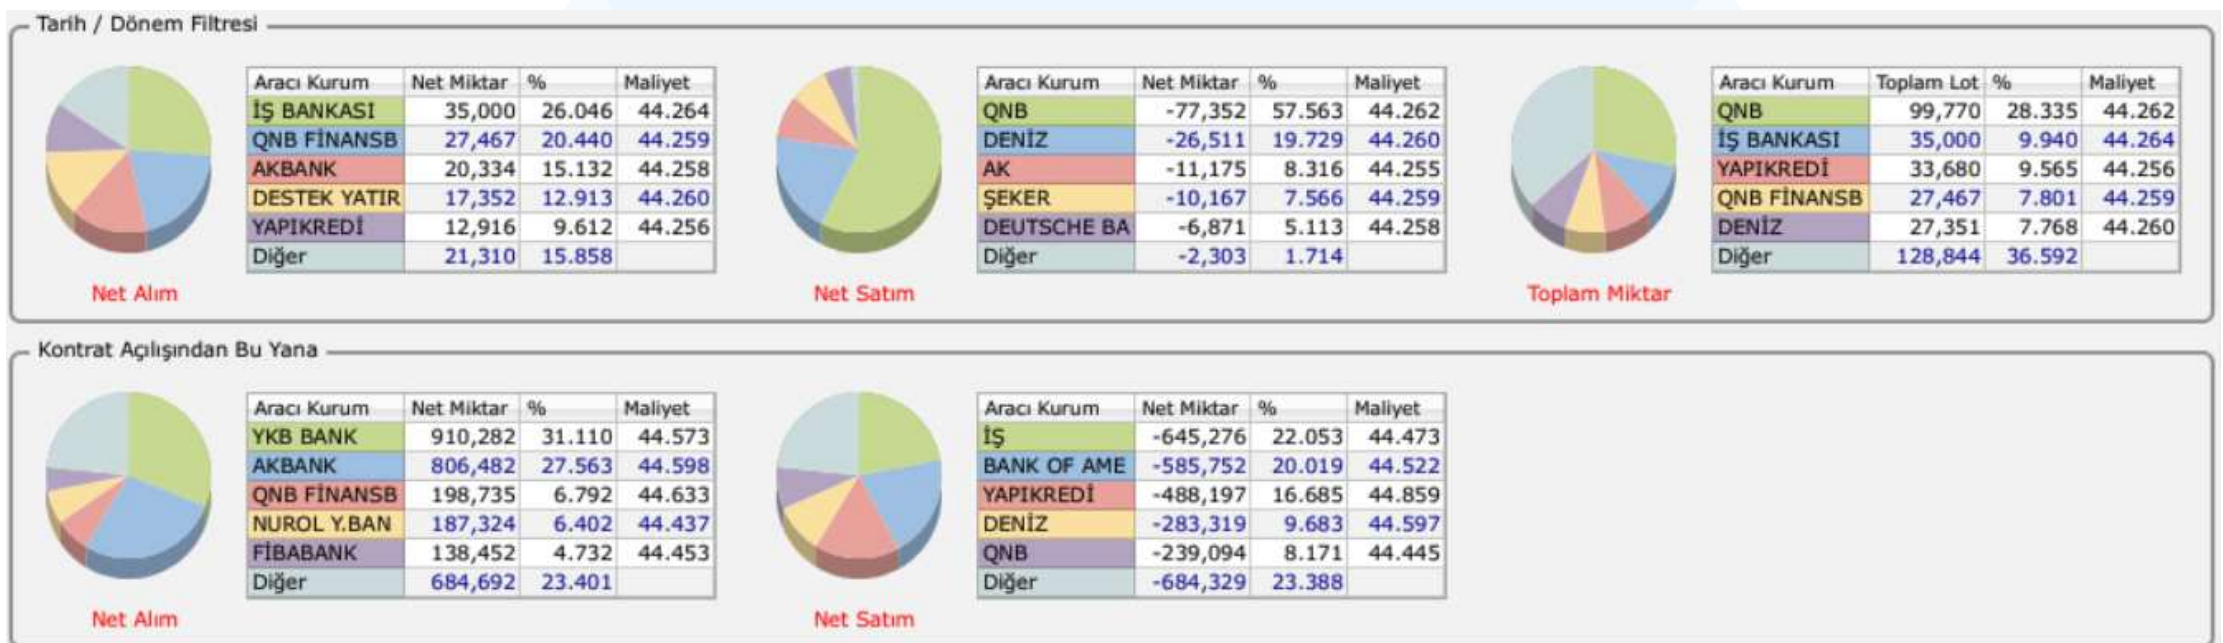 Tarih / Dönem Filtresi
Aracı Kurum Net Miktar % Maliyet
İŞ BANKASI 35,000 26.046 44.264
QNB FİNANSB 27,467 20.440 44.259
AKBANK 20,334 15.132 44.258
DESTEK YATIR 17,352 12.913 44.260
YAPIKREDİ 12,916 9.612 44.256
Diğer 21,310 15.858
Net Alım
Aracı Kurum Net Miktar % Maliyet
QNB -77,352 57.563 44.262
DENİZ -26,511 19.729 44.260
AK -11,175 8.316 44.255
ŞEKER -10,167 7.566 44.259
DEUTSCHE BA -6,871 5.113 44.258
Diğer -2,303 1.714
Net Satım
Aracı Kurum Toplam Lot % Maliyet
QNB 99,770 28.335 44.262
İŞ BANKASI 35,000 9.940 44.264
YAPIKREDİ 33,680 9.565 44.256
QNB FİNANSB 27,467 7.801 44.259
DENİZ 27,351 7.768 44.260
Diğer 128,844 36.592
Toplam Miktar
Kontrat Açılışından Bu Yana
Aracı Kurum Net Miktar % Maliyet
YKB BANK 910,282 31.110 44.573
AKBANK 806,482 27.563 44.598
QNB FİNANSB 198,735 6.792 44.633
NUROL Y.BAN 187,324 6.402 44.437
FİBABANK 138,452 4.732 44.453
Diğer 684,692 23.401
Net Alım
Aracı Kurum Net Miktar % Maliyet
İŞ -645,276 22.053 44.473
BANK OF AME -585,752 20.019 44.522
YAPIKREDİ -488,197 16.685 44.859
DENİZ -283,319 9.683 44.597
QNB -239,094 8.171 44.445
Diğer -684,329 23.388
Net Satım